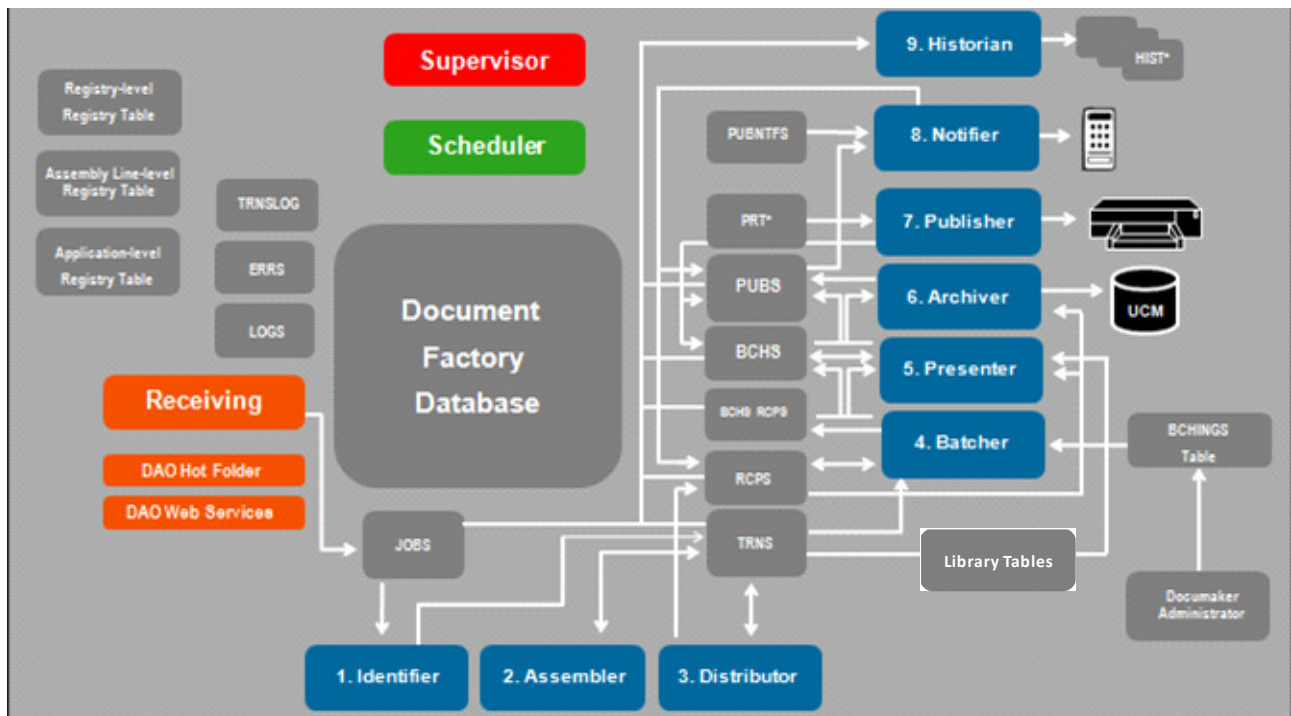 Supervisor
Scheduler
Registry-level
Registry Table
Assembly Line-level
Registry Table
Application-level
Registry Table
TRNSLOG
ERRS
LOGS
Document
Factory
Database
Receiving
DAO Hot Folder
DAO Web Services
JOBS
1. Identifier
2. Assembler
3. Distributor
9. Historian
HIST*
PUBNTFS
8. Notifier
PRT*
7. Publisher
PUBS
6. Archiver
UCM
BCHS
5. Presenter
BCHS RCPS
4. Batcher
BCHINGS
Table
RCPS
TRNS
Library Tables
Documaker
Administrator